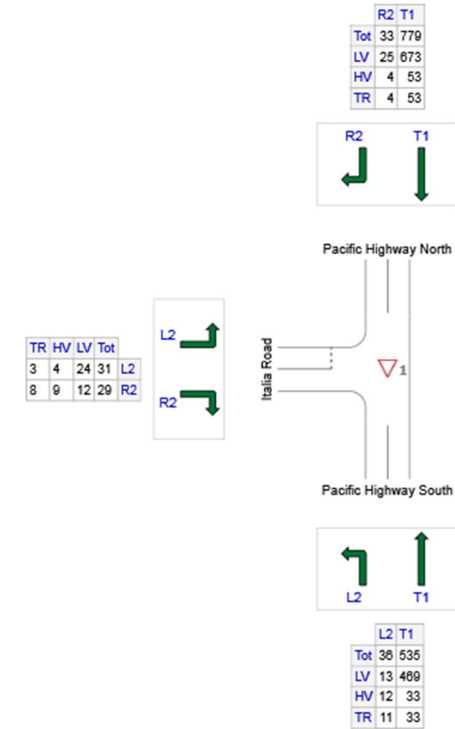 R2 T1
Tot 33 779
LV 25 673
HV 4 53
TR 4 53
R2 T1
Pacific Highway North
TR HV LV Tot
3 4 24 31 L2
8 9 12 29 R2
L2
R2
Italia Road
1
Pacific Highway South
L2 T1
L2 T1
Tot 36 535
LV 13 469
HV 12 33
TR 11 33